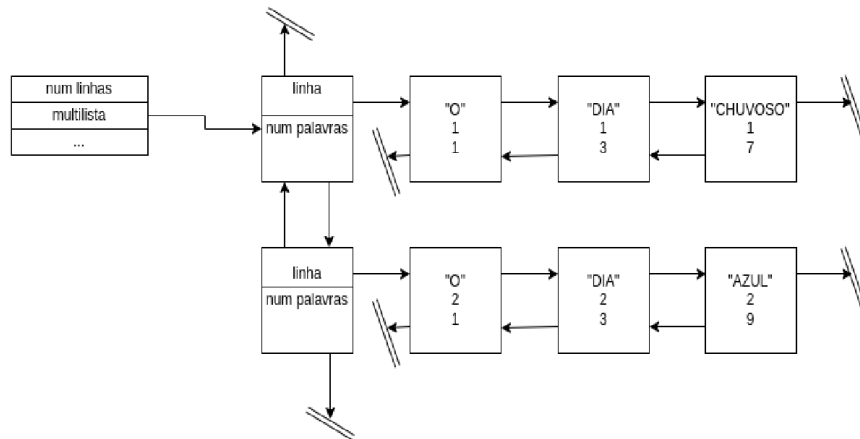 num linhas
multilista
...
linha
num palavras
"O"
1
1
"DIA"
1
3
"CHUVOSO"
1
7
linha
num palavras
"O"
2
1
"DIA"
2
3
"AZUL"
2
9